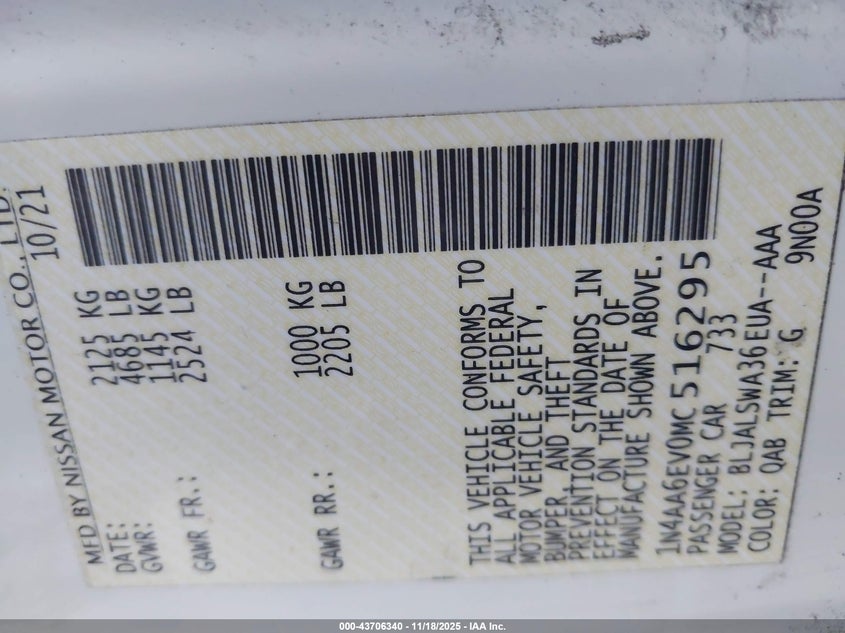 MFD BY NISSAN MOTOR CO., LTD.
DATE: 10/21
GVWR: 2125 KG
4685 LB
GAWR FR.: 1145 KG
2524 LB
GAWR RR.: 1000 KG
2205 LB
THIS VEHICLE CONFORMS TO
ALL APPLICABLE FEDERAL
MOTOR VEHICLE SAFETY,
BUMPER, AND THEFT
PREVENTION STANDARDS IN
EFFECT ON THE DATE OF
MANUFACTURE SHOWN ABOVE.
1N4AA6EV0MC516295
PASSENGER CAR 733
MODEL: BLJALSWA36EUA--AAA
COLOR: QAB TRIM: G 9N00A
000-43706340 - 11/18/2025 - IAA Inc.